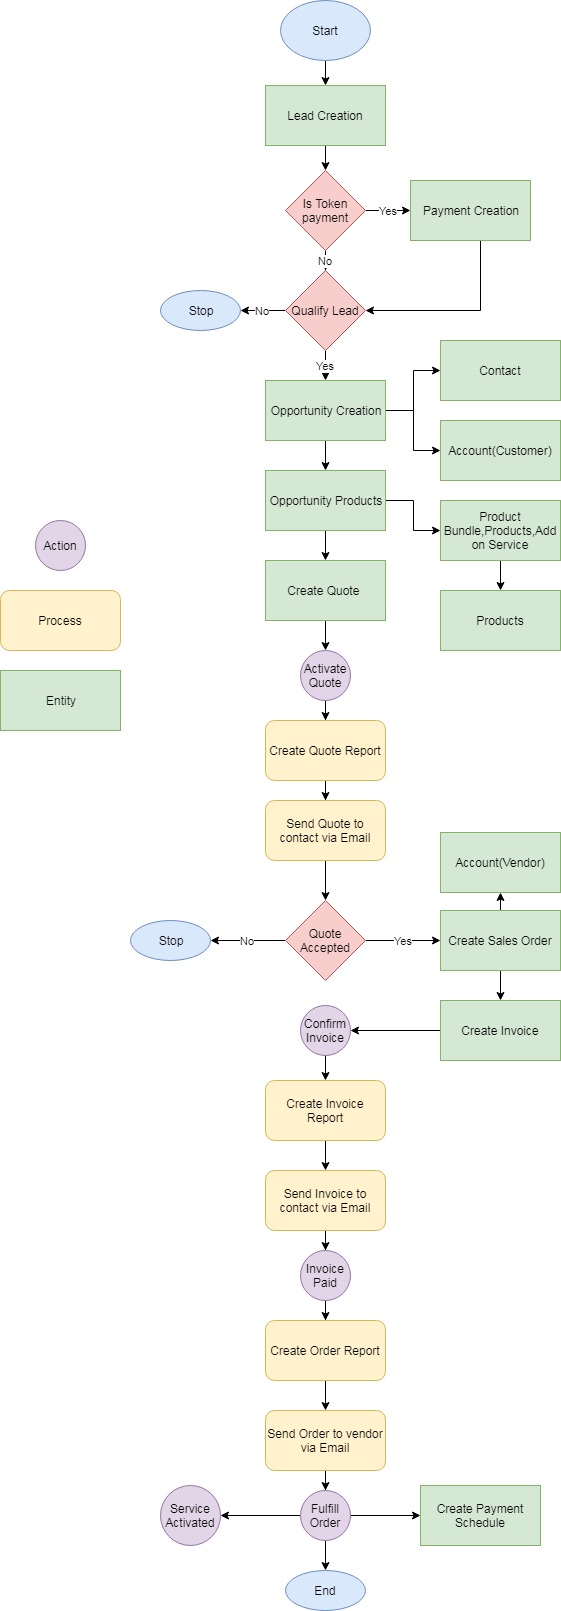 Start
Lead Creation
Is Token
payment
Yes
Payment Creation
No
Stop
No
Qualify Lead
Yes
Contact
Opportunity Creation
Account(Customer)
Opportunity Products
Product
Bundle,Products,Add
on Service
Action
Create Quote
Process
Products
Activate
Quote
Entity
Create Quote Report
Send Quote to
contact via Email
Account(Vendor)
Stop
No
Quote
Accepted
Yes
Create Sales Order
Confirm
Invoice
Create Invoice
Create Invoice
Report
Send Invoice to
contact via Email
Invoice
Paid
Create Order Report
Send Order to vendor
via Email
Service
Activated
Fulfill
Order
Create Payment
Schedule
End